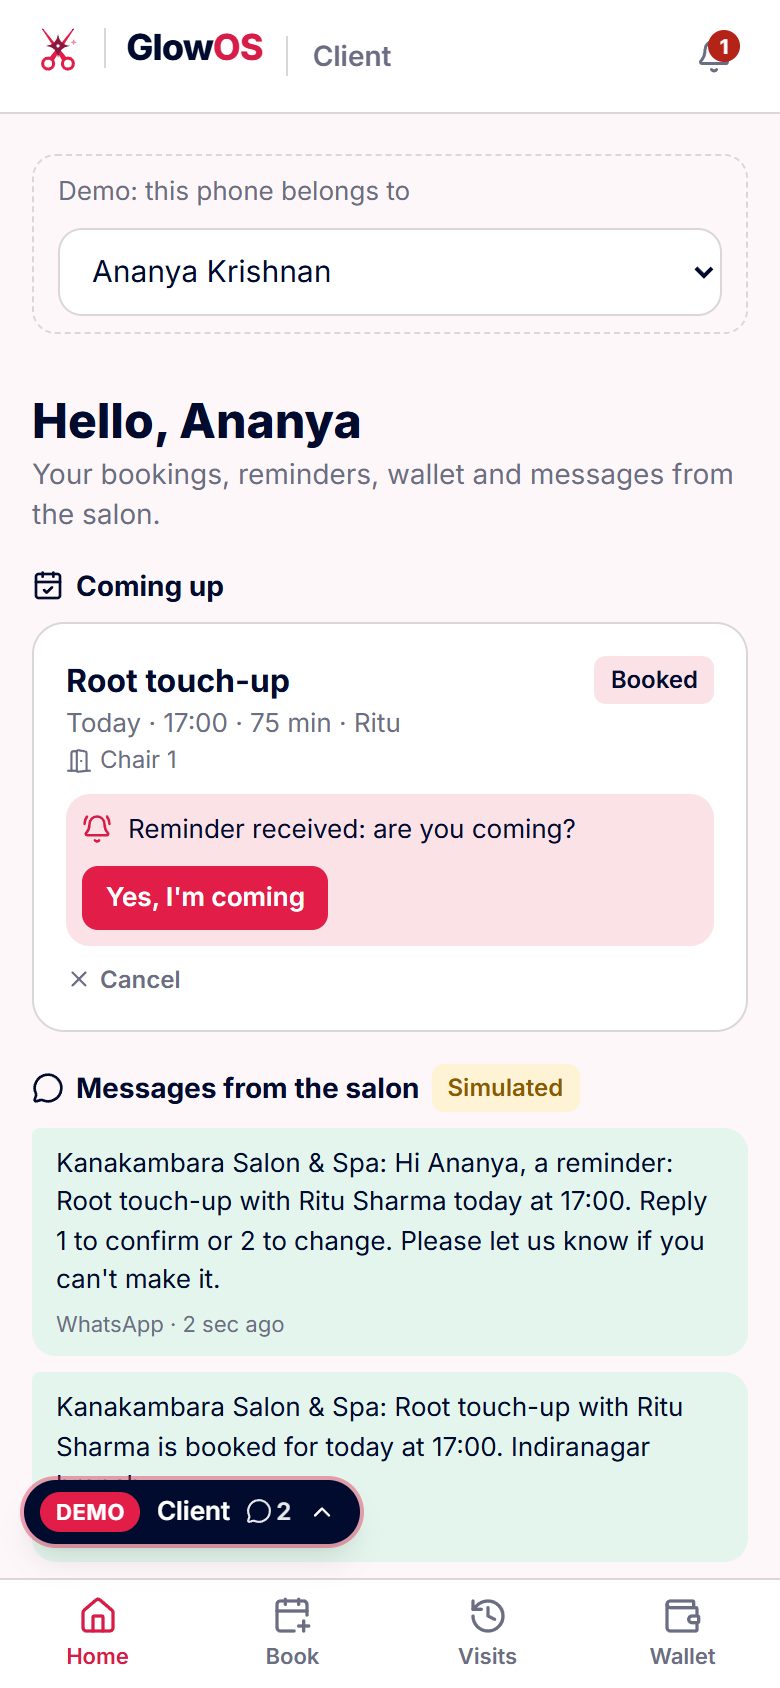 GlowOS
Client
1
Demo: this phone belongs to
Ananya Krishnan
Hello, Ananya
Your bookings, reminders, wallet and messages from
the salon.
Coming up
Root touch-up
Booked
Today · 17:00 · 75 min · Ritu
Chair 1
Reminder received: are you coming?
Yes, I'm coming
Cancel
Messages from the salon
Simulated
Kanakambara Salon & Spa: Hi Ananya, a reminder:
Root touch-up with Ritu Sharma today at 17:00. Reply
1 to confirm or 2 to change. Please let us know if you
can't make it.
WhatsApp · 2 sec ago
Kanakambara Salon & Spa: Root touch-up with Ritu
Sharma is booked for today at 17:00. Indiranagar
DEMO Client 2
Home
Book
Visits
Wallet